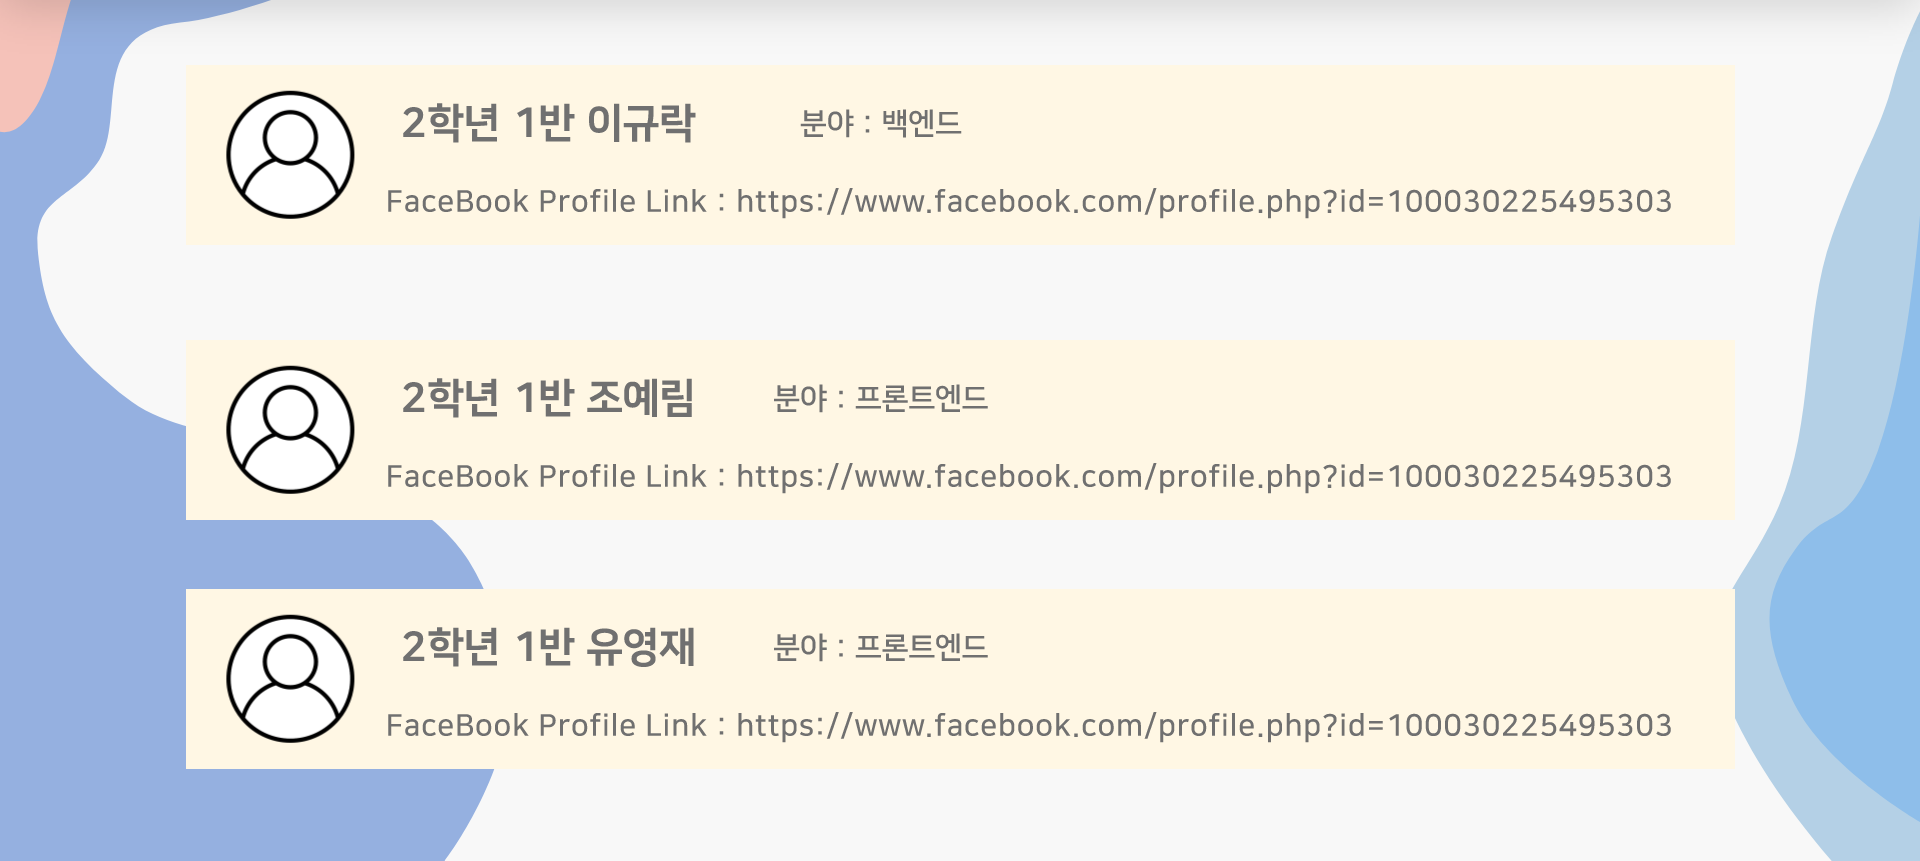 2학년 1반 이규락 분야 : 백엔드
FaceBook Profile Link : https://www.facebook.com/profile.php?id=100030225495303
2학년 1반 조예림 분야 : 프론트엔드
FaceBook Profile Link : https://www.facebook.com/profile.php?id=100030225495303
2학년 1반 유영재 분야 : 프론트엔드
FaceBook Profile Link : https://www.facebook.com/profile.php?id=100030225495303